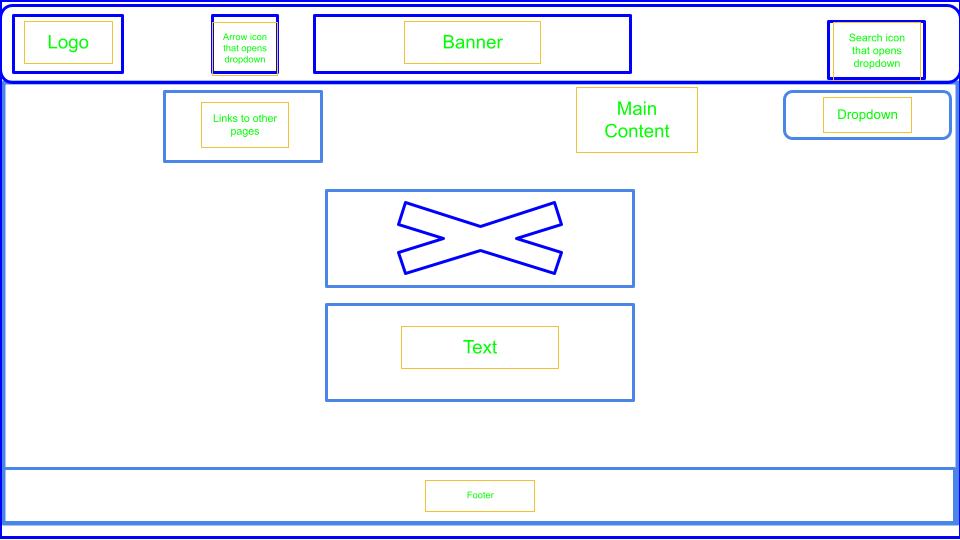 Logo
Arrow icon
that opens
dropdown
Banner
Search icon
that opens
dropdown
Links to other
pages
Main
Content
Dropdown
Text
Footer